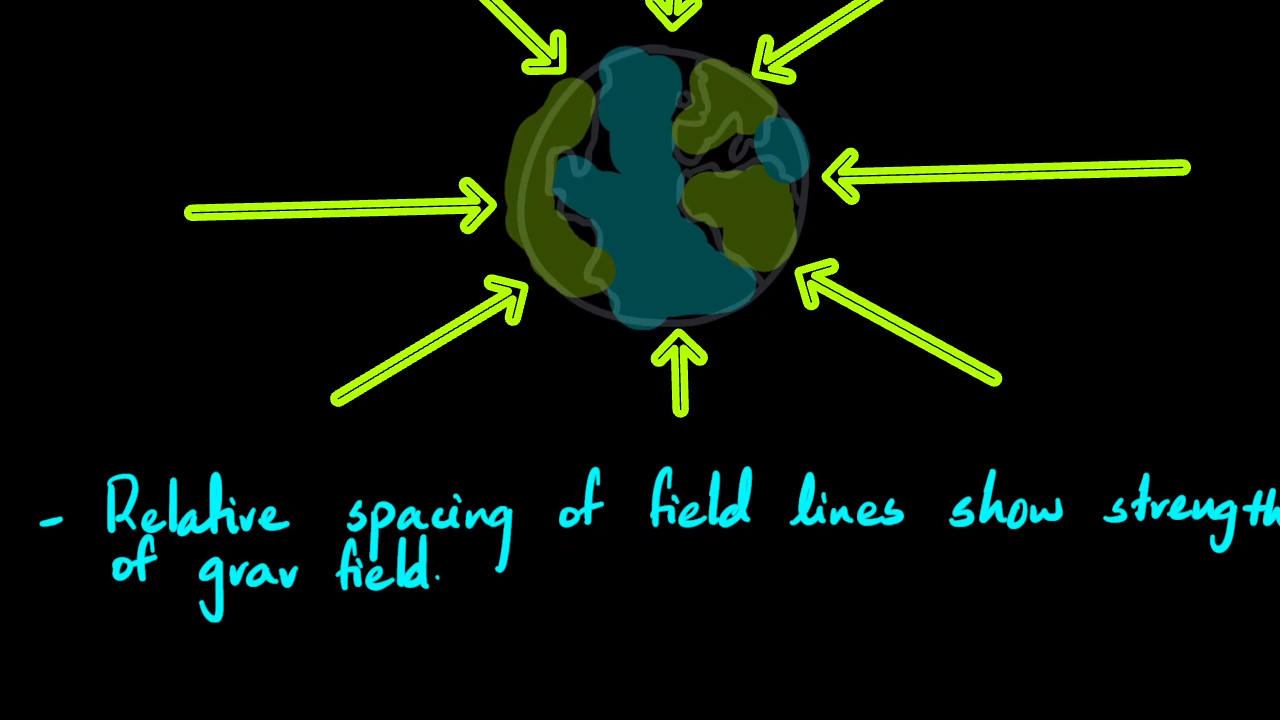 - Relative spacing of field lines show strength
of grav field.